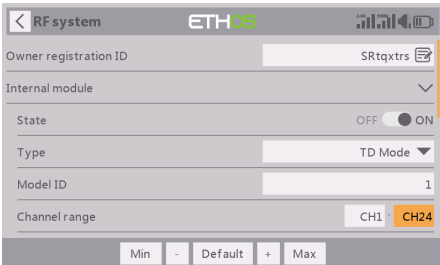 RF system
ETHOS
Owner registration ID SRtqxtrs
Internal module
State OFF ON
Type TD Mode
Model ID 1
Channel range CH1 - CH24
Min - Default + Max